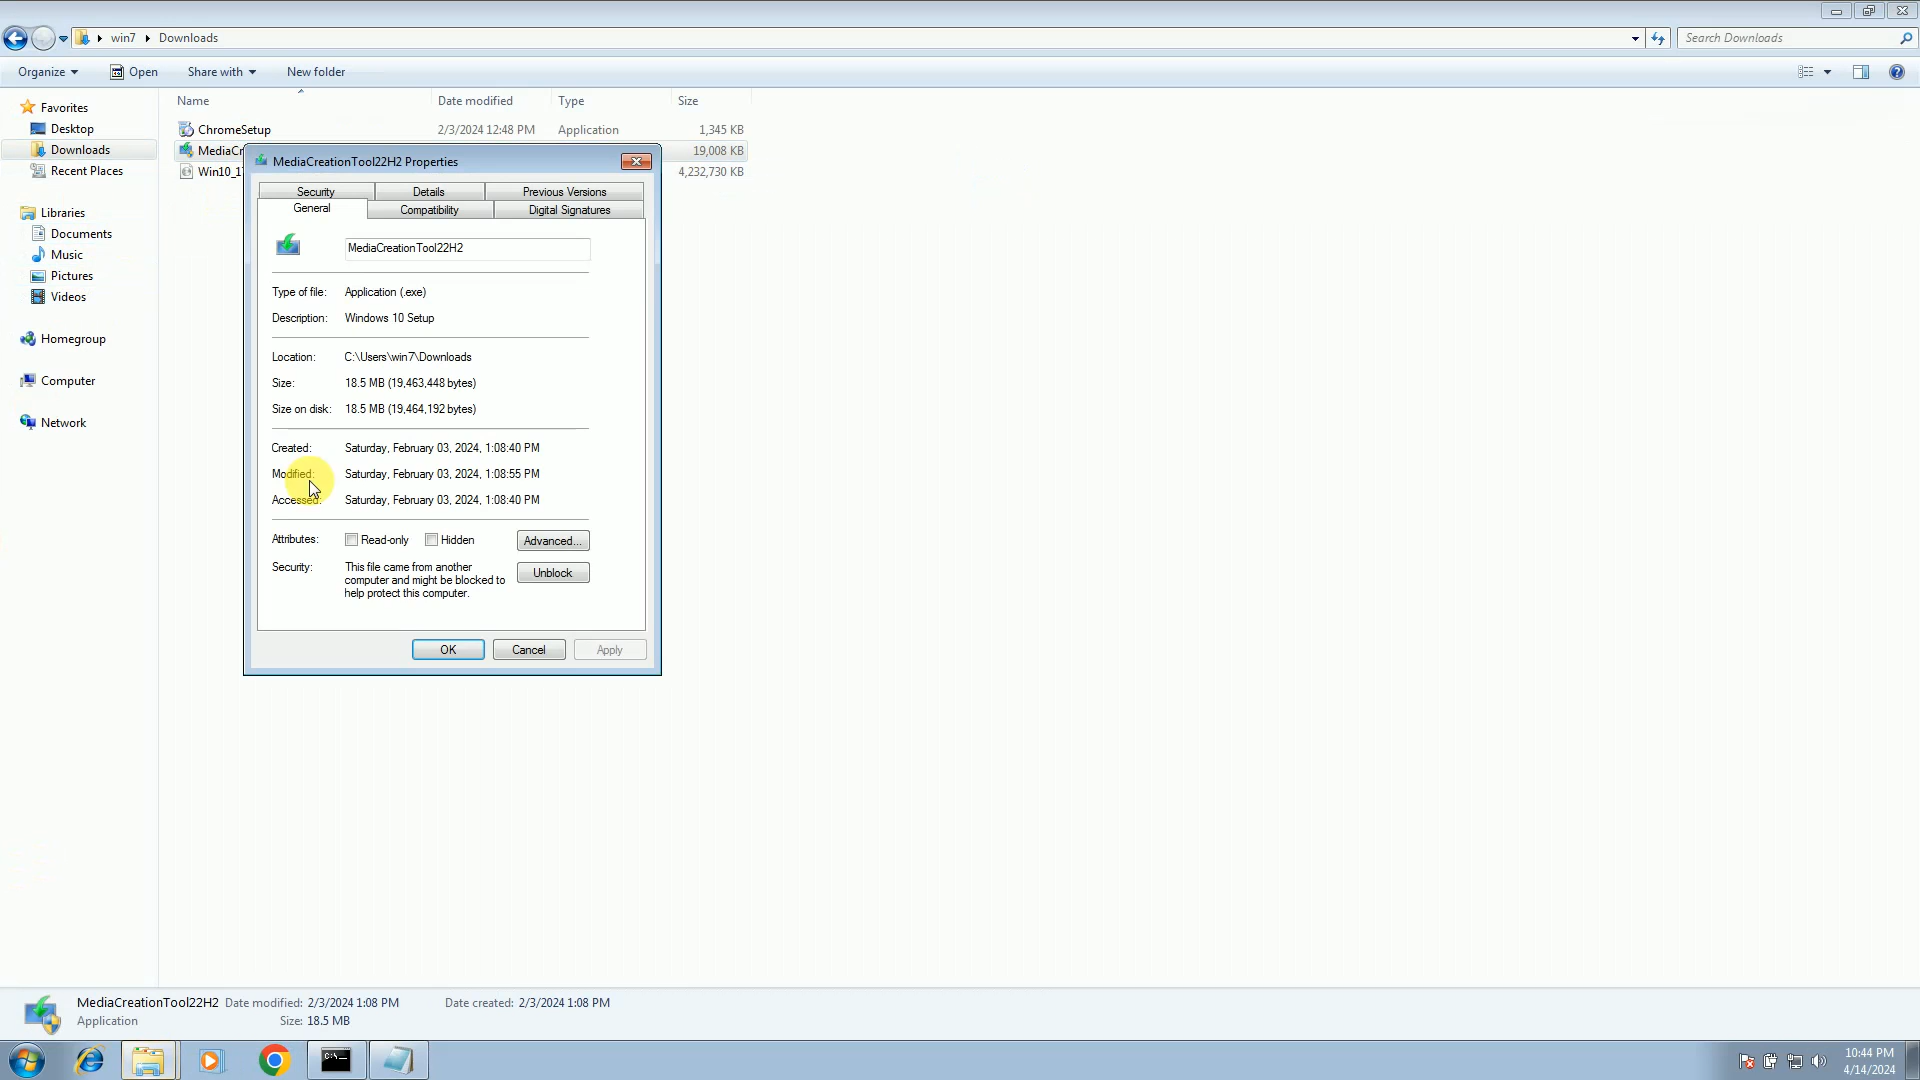 win7 Downloads
Search Downloads
Organize Open Share with New folder
Favorites
Desktop
Downloads
Recent Places
Libraries
Documents
Music
Pictures
Videos
Homegroup
Computer
Network
Name Date modified Type Size
ChromeSetup 2/3/2024 12:48 PM Application 1,345 KB
MediaCr 19,008 KB
Win10_1 4,232,730 KB
MediaCreationTool22H2 Properties
Security Details Previous Versions
General Compatibility Digital Signatures
MediaCreationTool22H2
Type of file: Application (.exe)
Description: Windows 10 Setup
Location: C:\Users\win7\Downloads
Size: 18.5 MB (19,463,448 bytes)
Size on disk: 18.5 MB (19,464,192 bytes)
Created: Saturday, February 03, 2024, 1:08:40 PM
Modified: Saturday, February 03, 2024, 1:08:55 PM
Accessed: Saturday, February 03, 2024, 1:08:40 PM
Attributes: Read-only Hidden Advanced...
Security: This file came from another
computer and might be blocked to
help protect this computer.
Unblock
OK Cancel Apply
MediaCreationTool22H2 Date modified: 2/3/2024 1:08 PM Date created: 2/3/2024 1:08 PM
Application Size: 18.5 MB
C:\_
10:44 PM
4/14/2024